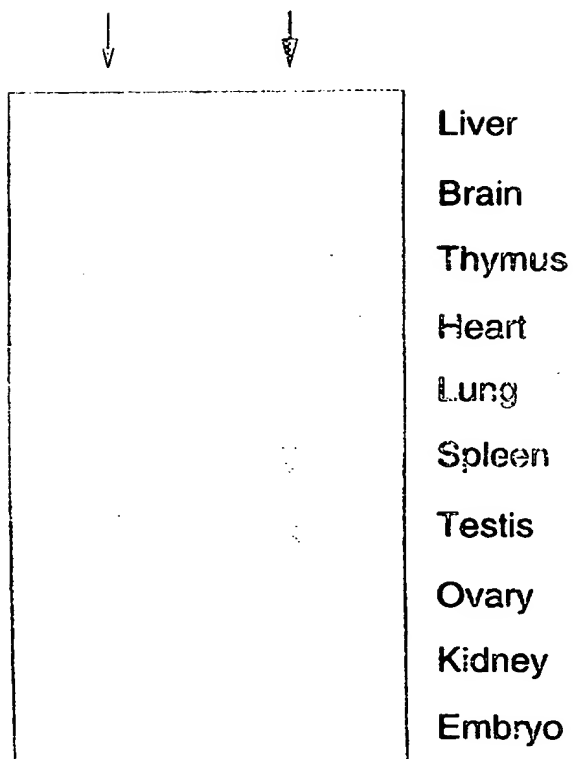 Liver
Brain
Thymus
Heart
Lung
Spleen
Testis
Ovary
Kidney
Embryo